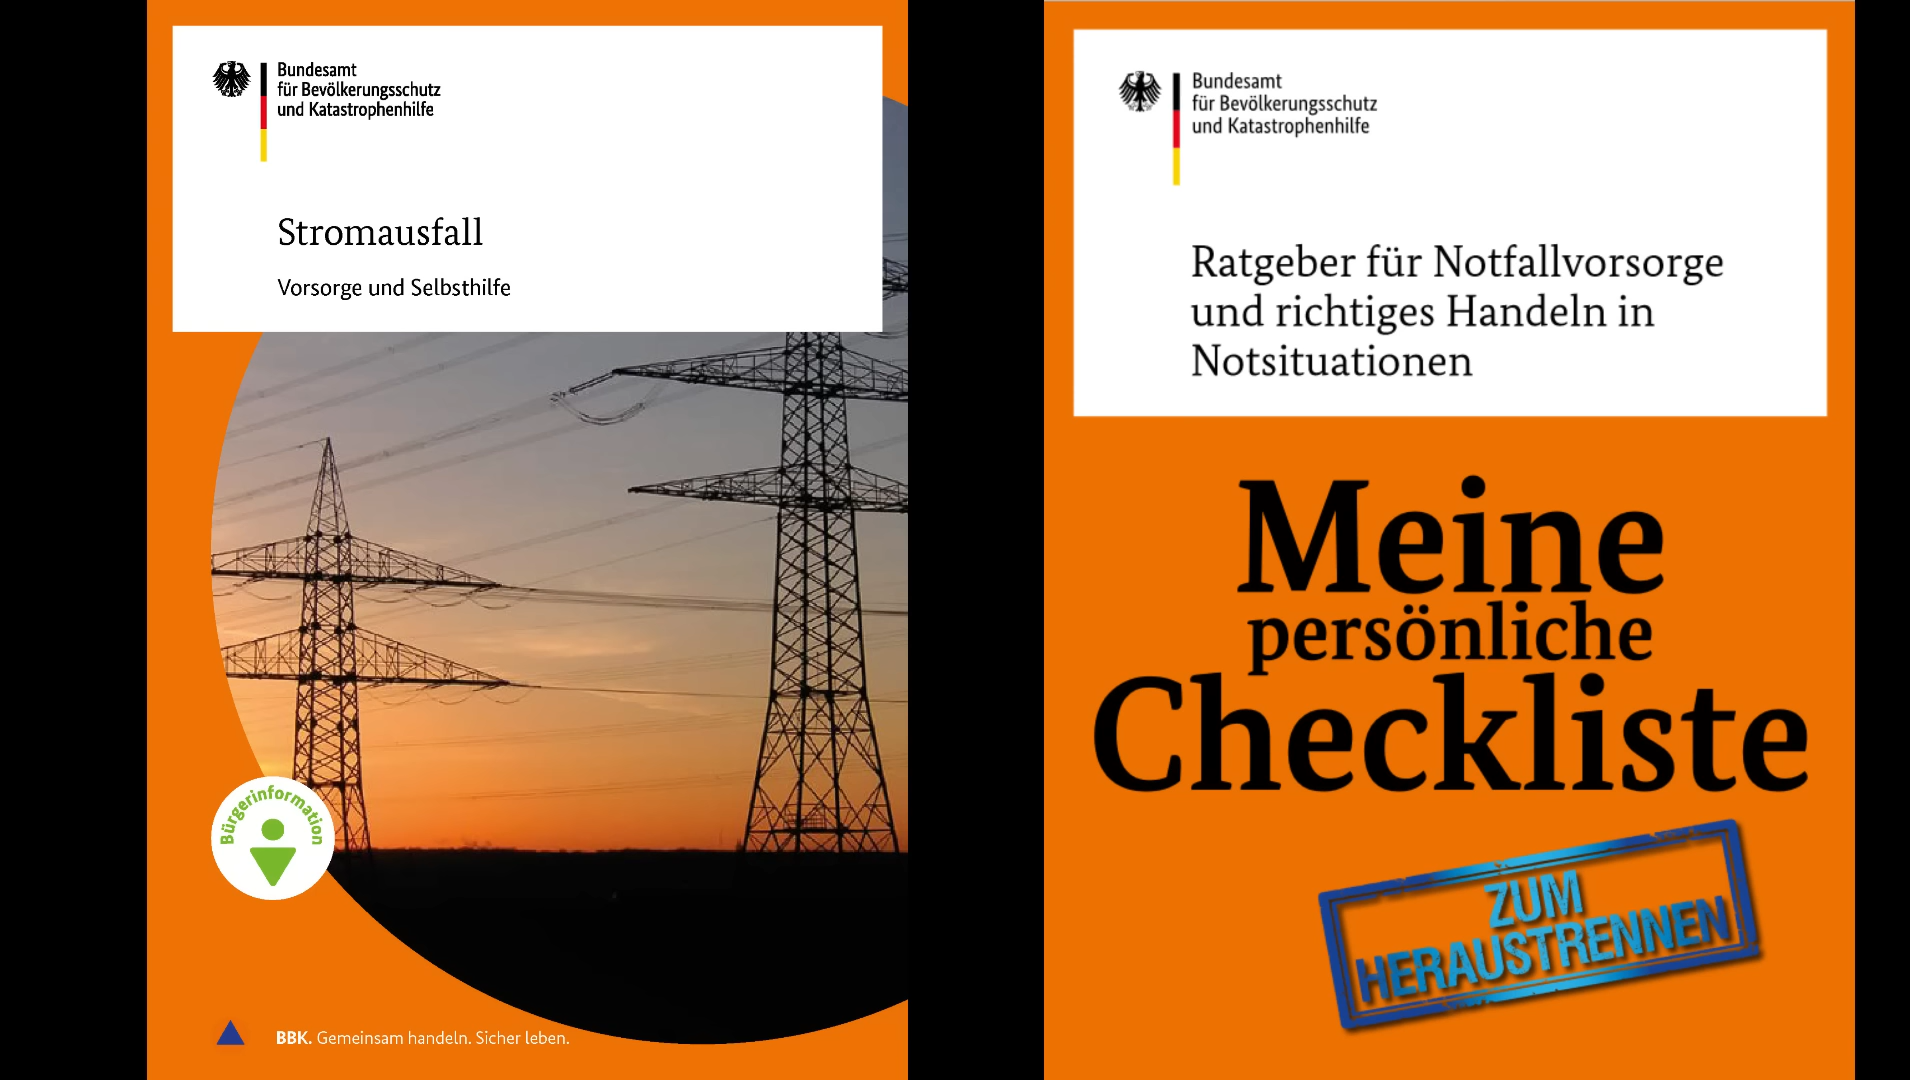 Bundesamt
für Bevölkerungsschutz
und Katastrophenhilfe
Stromausfall
Vorsorge und Selbsthilfe
Bürgerinformation
BBK. Gemeinsam handeln. Sicher leben.
Bundesamt
für Bevölkerungsschutz
und Katastrophenhilfe
Ratgeber für Notfallvorsorge
und richtiges Handeln in
Notsituationen
Meine
persönliche
Checkliste
ZUM
HERAUSTRENNEN